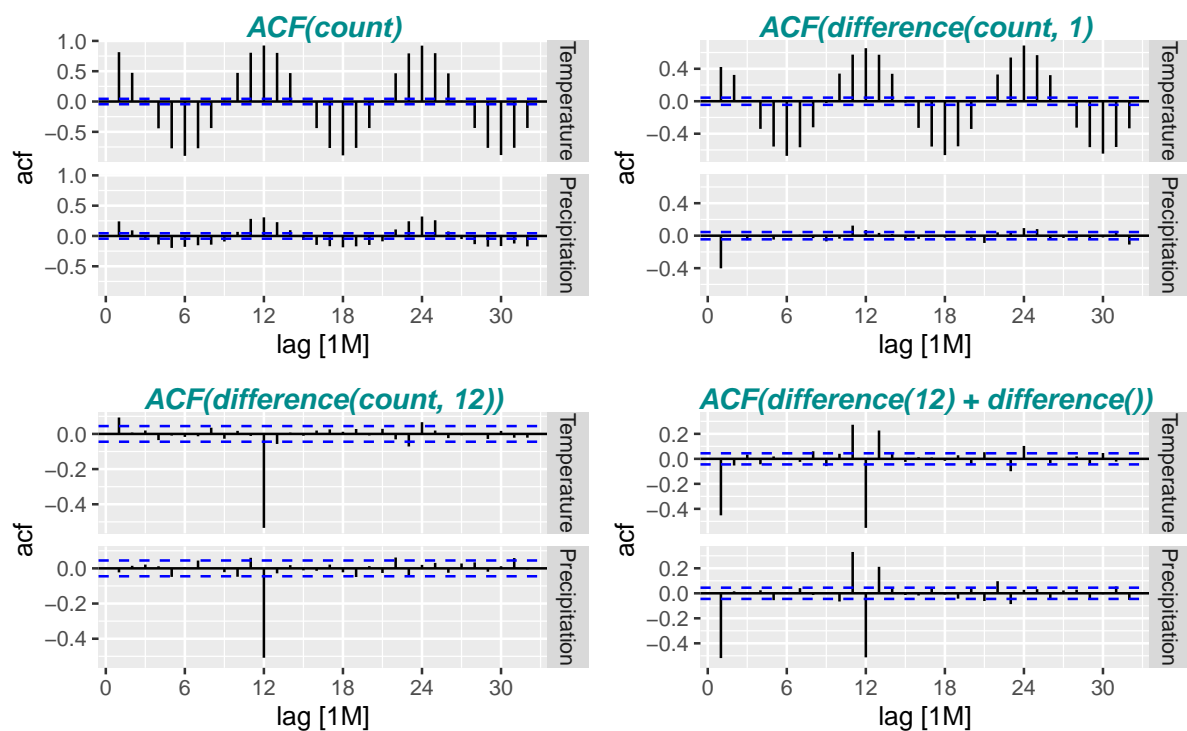 ACF(count)
1.0
0.5
0.0
−0.5
Temperature
1.0
0.5
0.0
−0.5
Precipitation
acf
0 6 12 18 24 30
lag [1M]
ACF(difference(count, 1)
0.4
0.0
−0.4
Temperature
0.4
0.0
−0.4
Precipitation
acf
0 6 12 18 24 30
lag [1M]
ACF(difference(count, 12))
0.0
−0.2
−0.4
Temperature
0.0
−0.2
−0.4
Precipitation
acf
0 6 12 18 24 30
lag [1M]
ACF(difference(12) + difference())
0.2
0.0
−0.2
−0.4
Temperature
0.2
0.0
−0.2
−0.4
Precipitation
acf
0 6 12 18 24 30
lag [1M]